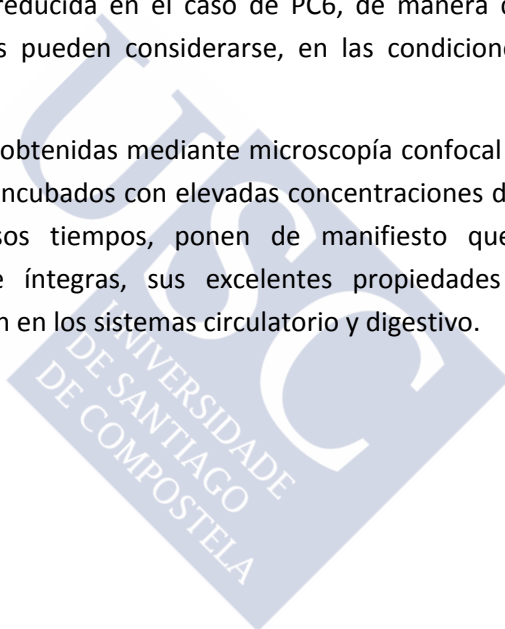 reducida en el caso de PC6, de manera
s pueden considerarse, en las condicione
obtenidas mediante microscopía confocal
incubados con elevadas concentraciones d
sos tiempos, ponen de manifiesto que
e íntegras, sus excelentes propiedades
n en los sistemas circulatorio y digestivo.
USC
UNIVERSIDADE
DE SANTIAGO
DE COMPOSTELA